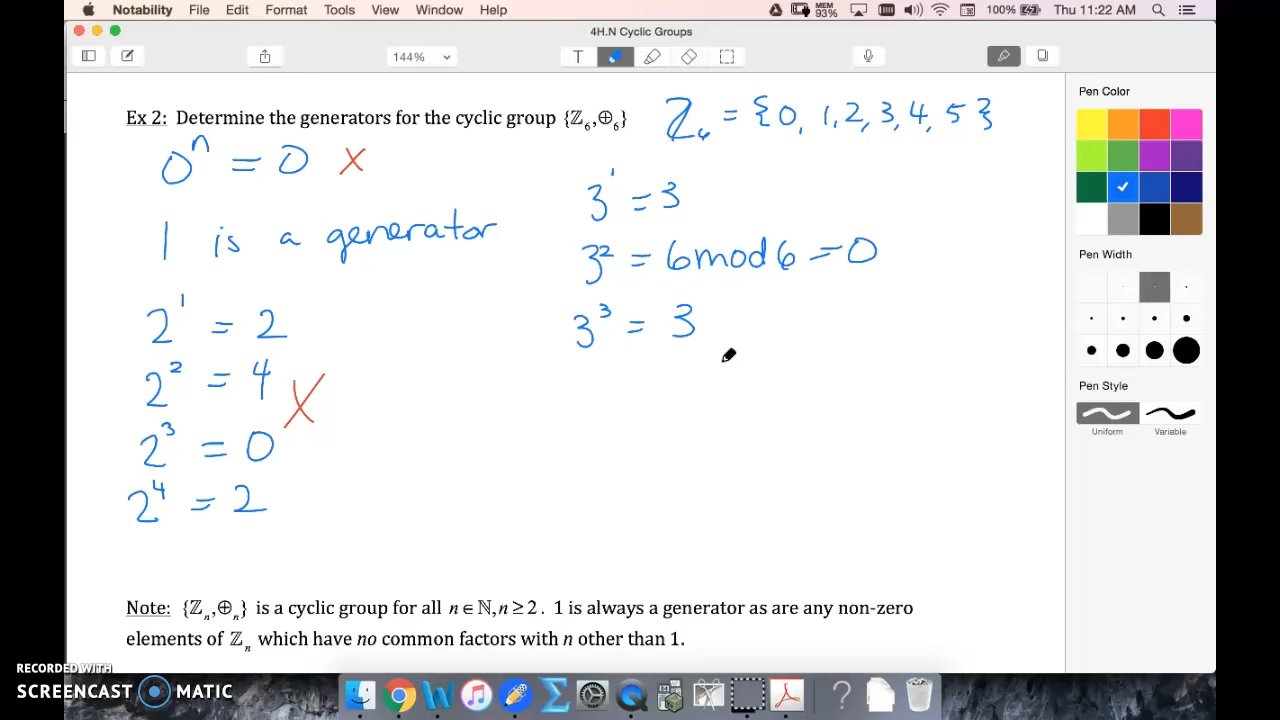 Notability File Edit Format Tools View Window Help MEM 93% 100% Thu 11:22 AM
4H.N Cyclic Groups
144% T
Ex 2: Determine the generators for the cyclic group {ℤ₆,⊕₆}
ℤ₆ = {0, 1, 2, 3, 4, 5}
0ⁿ = 0 X
1 is a generator
2¹ = 2
2² = 4 X
2³ = 0
2⁴ = 2
3¹ = 3
3² = 6 mod 6 = 0
3³ = 3
Note: {ℤₙ,⊕ₙ} is a cyclic group for all n ∈ ℕ, n ≥ 2. 1 is always a generator as are any non-zero
elements of ℤₙ which have no common factors with n other than 1.
Pen Color
Pen Width
Pen Style
Uniform Variable
RECORDED WITH
SCREENCAST MATIC